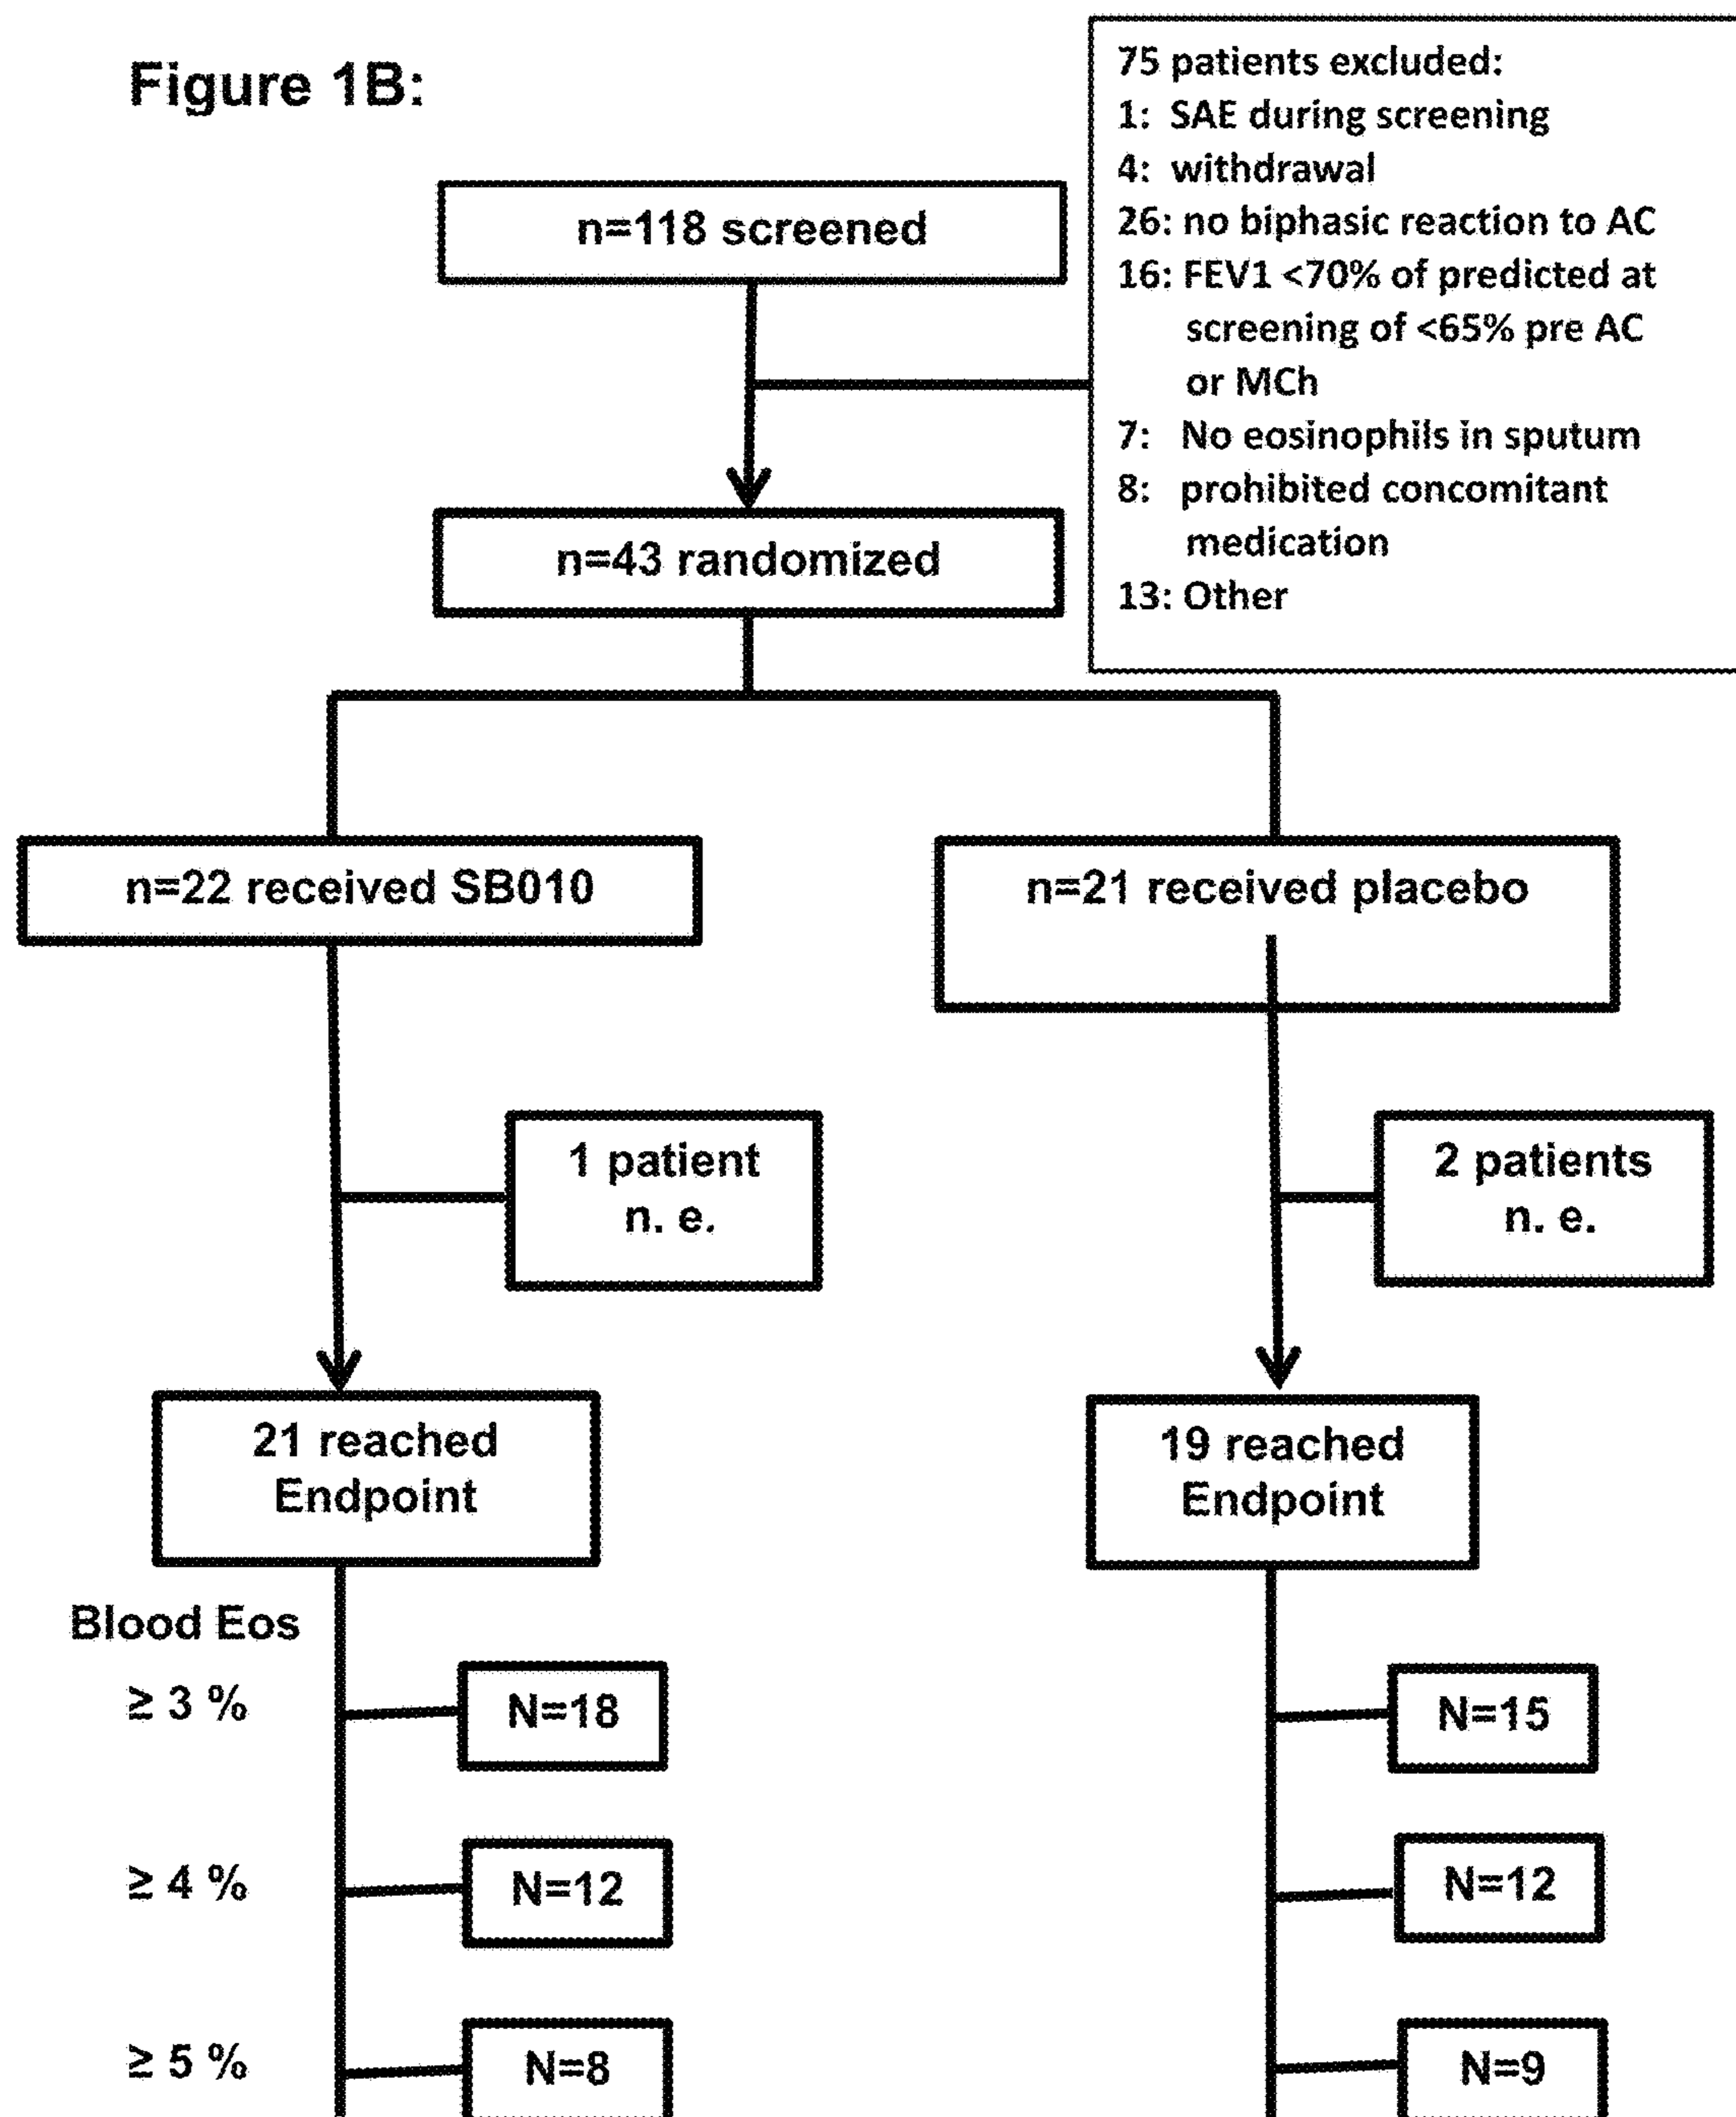 Figure 1B:
75 patients excluded:
1: SAE during screening
4: withdrawal
26: no biphasic reaction to AC
16: FEV1 <70% of predicted at
screening of <65% pre AC
or MCh
7: No eosinophils in sputum
8: prohibited concomitant
medication
13: Other
n=118 screened
n=43 randomized
n=22 received SB010
n=21 received placebo
1 patient
n. e.
2 patients
n. e.
21 reached
Endpoint
19 reached
Endpoint
Blood Eos
≥ 3 %
N=18
N=15
≥ 4 %
N=12
N=12
≥ 5 %
N=8
N=9